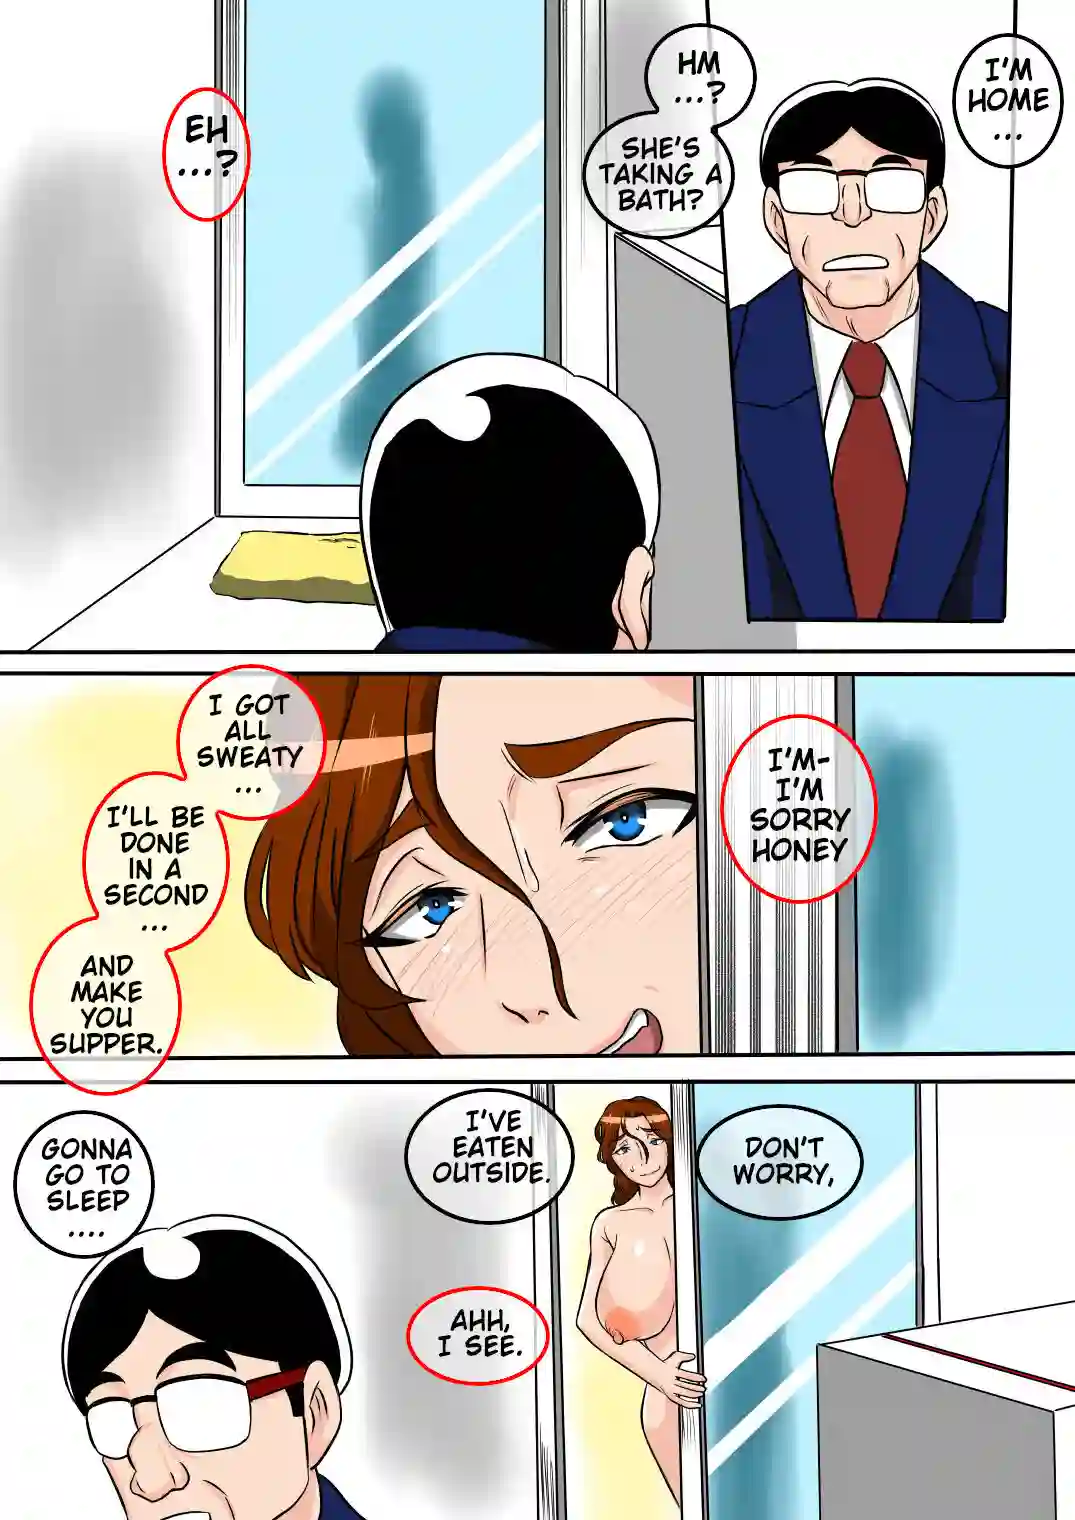 I'M
HOME
...
HM
...?
SHE'S
TAKING A
BATH?
EH
...?
I'M-
I'M
SORRY
HONEY
I GOT
ALL
SWEATY
...
I'LL BE
DONE
IN A
SECOND
...
AND
MAKE
YOU
SUPPER.
DON'T
WORRY,
I'VE
EATEN
OUTSIDE.
AHH,
I SEE.
GONNA
GO TO
SLEEP
....